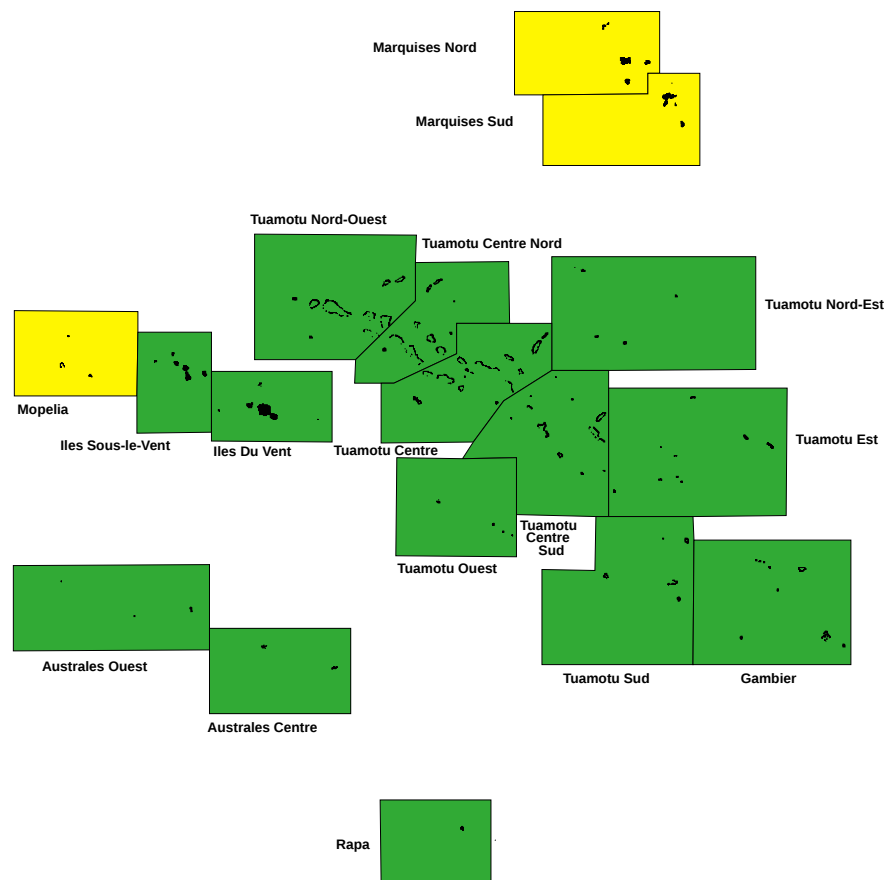 Marquises Nord
Marquises Sud
Tuamotu Nord-Ouest
Tuamotu Centre Nord
Tuamotu Nord-Est
Mopelia
Iles Sous-le-Vent
Iles Du Vent
Tuamotu Centre
Tuamotu Est
Tuamotu
Centre
Sud
Tuamotu Ouest
Australes Ouest
Tuamotu Sud
Gambier
Australes Centre
Rapa